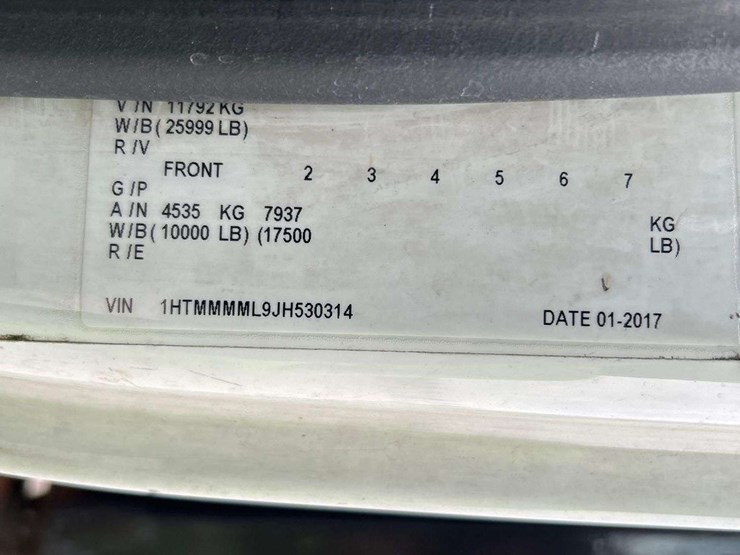 V/N 11792 KG
W/B (25999 LB)
R/V
FRONT 2 3 4 5 6 7
G/P
A/N 4535 KG 7937 KG
W/B (10000 LB) (17500 LB)
R/E
VIN 1HTMMMML9JH530314 DATE 01-2017